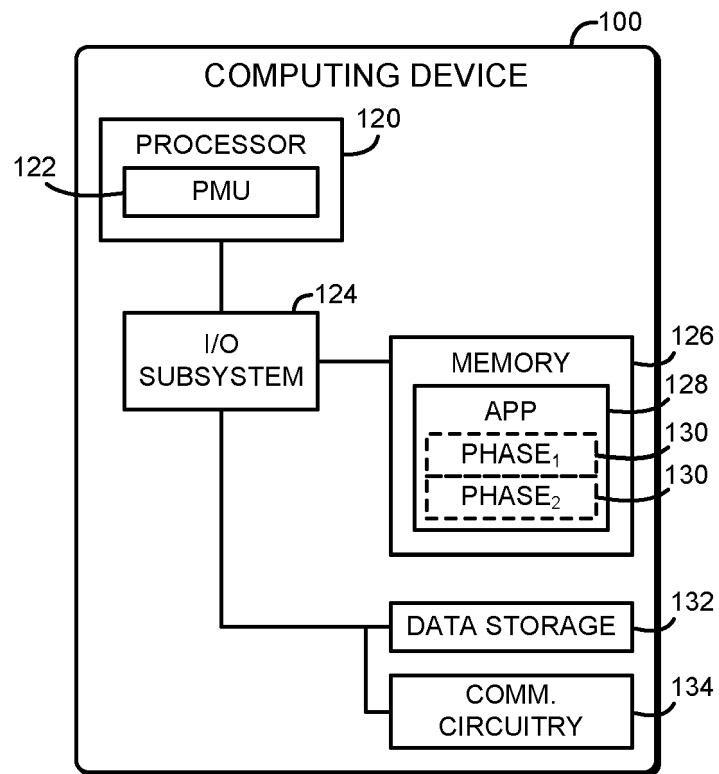 100
COMPUTING DEVICE
PROCESSOR
120
122
PMU
124
I/O
SUBSYSTEM
126
MEMORY
128
APP
130
PHASE₁
130
PHASE₂
132
DATA STORAGE
134
COMM.
CIRCUITRY